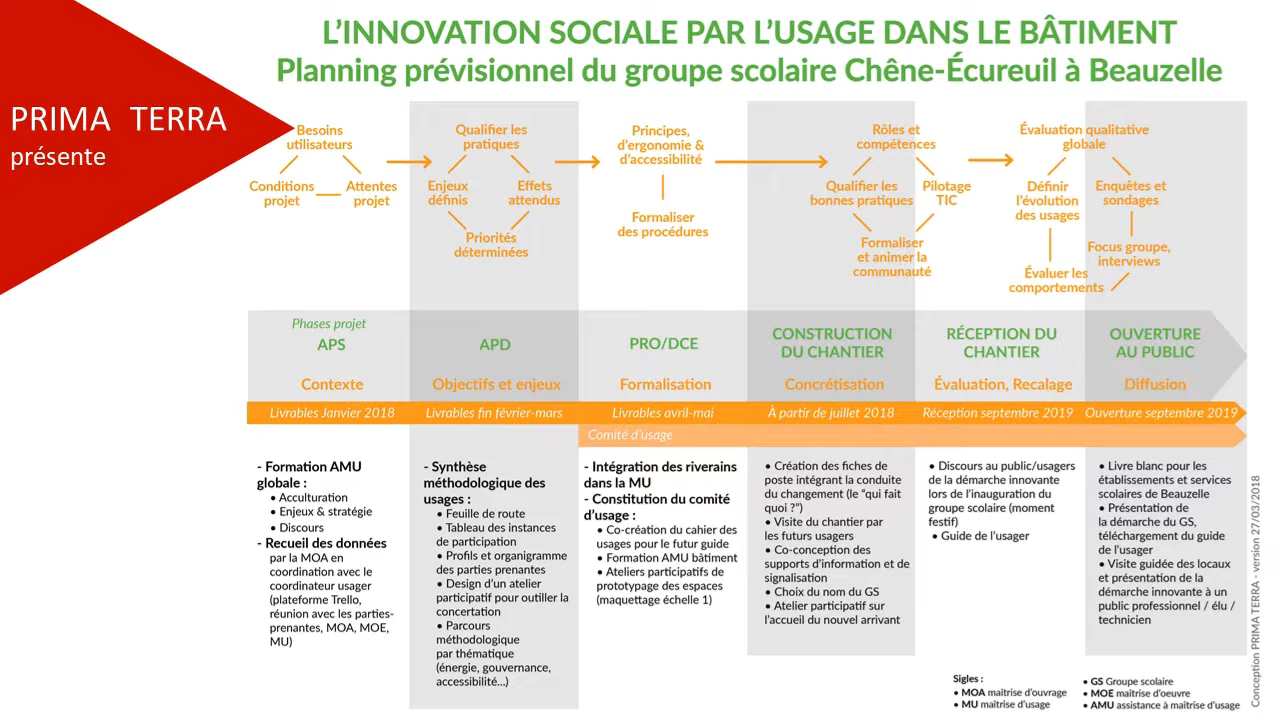 L'INNOVATION SOCIALE PAR L'USAGE DANS LE BÂTIMENT
Planning prévisionnel du groupe scolaire Chêne-Écureuil à Beauzelle
PRIMA TERRA
présente
Besoins
utilisateurs
Conditions
projet
Attentes
projet
Qualifier les
pratiques
Enjeux
définis
Effets
attendus
Priorités
déterminées
Principes,
d'ergonomie &
d'accessibilité
Formaliser
des procédures
Rôles et
compétences
Qualifier les
bonnes pratiques
Pilotage
TIC
Formaliser
et animer la
communauté
Évaluation qualitative
globale
Définir
l'évolution
des usages
Enquêtes et
sondages
Focus groupe,
interviews
Évaluer les
comportements
Phases projet
APS
Contexte
APD
Objectifs et enjeux
PRO/DCE
Formalisation
CONSTRUCTION
DU CHANTIER
Concrétisation
RÉCEPTION DU
CHANTIER
Évaluation, Recalage
OUVERTURE
AU PUBLIC
Diffusion
Livrables Janvier 2018
Livrables fin février-mars
Livrables avril-mai
À partir de juillet 2018
Réception septembre 2019
Ouverture septembre 2019
Comité d'usage
- Formation AMU
globale :
• Acculturation
• Enjeux & stratégie
• Discours
- Recueil des données
par la MOA en
coordination avec le
coordinateur usager
(plateforme Trello,
réunion avec les parties-
prenantes, MOA, MOE,
MU)
- Synthèse
méthodologique des
usages :
• Feuille de route
• Tableau des instances
de participation
• Profils et organigramme
des parties prenantes
• Design d'un atelier
participatif pour outiller la
concertation
• Parcours
méthodologique
par thématique
(énergie, gouvernance,
accessibilité...)
- Intégration des riverains
dans la MU
- Constitution du comité
d'usage :
• Co-création du cahier des
usages pour le futur guide
• Formation AMU bâtiment
• Ateliers participatifs de
prototypage des espaces
(maquettage échelle 1)
• Création des fiches de
poste intégrant la conduite
du changement (le "qui fait
quoi ?")
• Visite du chantier par
les futurs usagers
• Co-conception des
supports d'information et de
signalisation
• Choix du nom du GS
• Atelier participatif sur
l'accueil du nouvel arrivant
• Discours au public/usagers
de la démarche innovante
lors de l'inauguration du
groupe scolaire (moment
festif)
• Guide de l'usager
• Livre blanc pour les
établissements et services
scolaires de Beauzelle
• Présentation de
la démarche du GS,
téléchargement du guide
de l'usager
• Visite guidée des locaux
et présentation de la
démarche innovante à un
public professionnel / élu /
technicien
Sigles :
• MOA maîtrise d'ouvrage
• MU maîtrise d'usage
• GS Groupe scolaire
• MOE maîtrise d'oeuvre
• AMU assistance à maîtrise d'usage
Conception PRIMA TERRA - version 27/03/2018